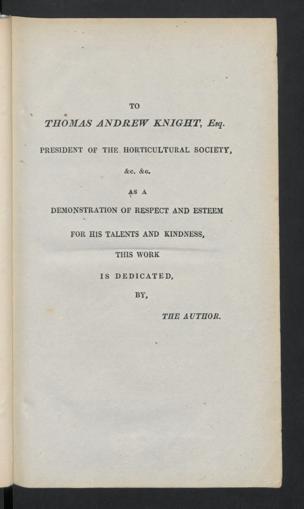 TO
THOMAS ANDREW KNIGHT, Esq.
PRESIDENT OF THE HORTICULTURAL SOCIETY,
&c. &c.
AS A
DEMONSTRATION OF RESPECT AND ESTEEM
FOR HIS TALENTS AND KINDNESS,
THIS WORK
IS DEDICATED,
BY,
THE AUTHOR.